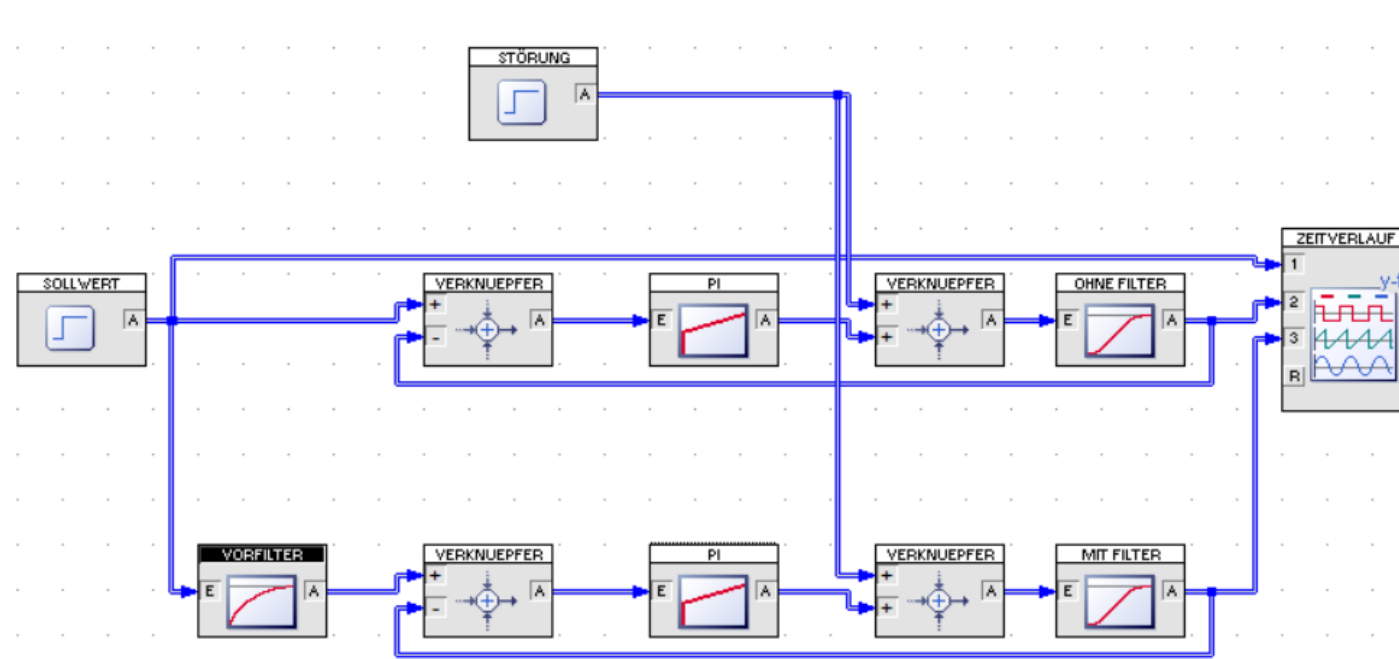 STÖRUNG
A
ZEITVERLAUF
1
SOLLWERT
A
VERKNUEPFER
+
-
A
PI
E
A
VERKNUEPFER
+
+
A
OHNE FILTER
E
A
2
3
R
VORFILTER
E
A
VERKNUEPFER
+
-
A
PI
E
A
VERKNUEPFER
+
+
A
MIT FILTER
E
A